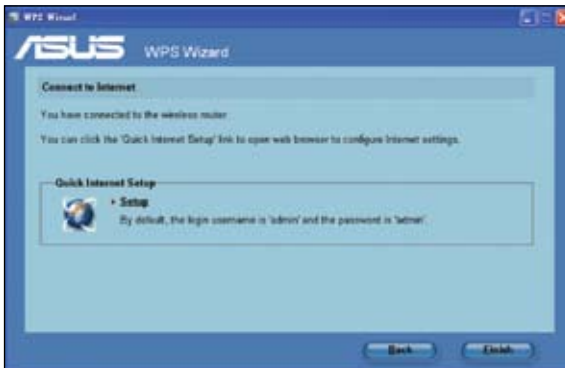 WPS Wizard
ASUS WPS Wizard
Connect to Internet
You have connected to the wireless router
You can click the 'Quick Internet Setup' link to open web browser to configure Internet settings.
Quick Internet Setup
Setup
By default, the login username is 'admin' and the password is 'admin'.
Back
Finish